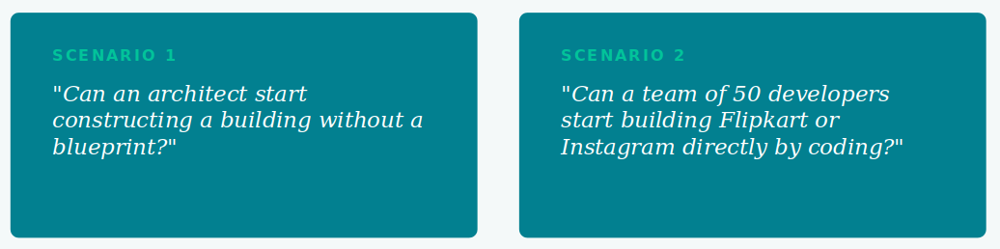 SCENARIO 1
"Can an architect start
constructing a building without a
blueprint?"
SCENARIO 2
"Can a team of 50 developers
start building Flipkart or
Instagram directly by coding?"